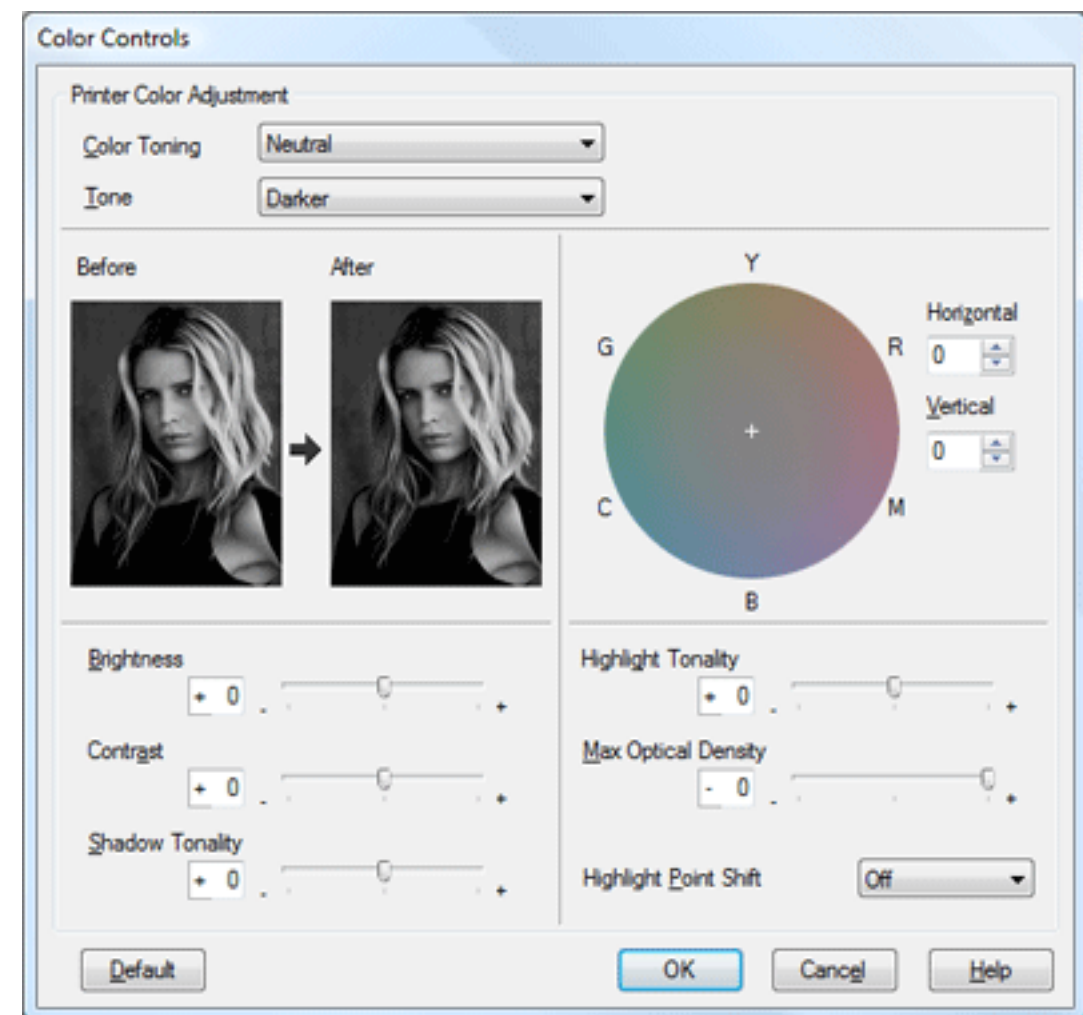 Color Controls
Printer Color Adjustment
Color Toning Neutral
Tone Darker
Before After
Y
G R
C M
B
Horizontal
0
Vertical
0
Brightness
+ 0 - +
Contrast
+ 0 - +
Shadow Tonality
+ 0 - +
Highlight Tonality
+ 0 - +
Max Optical Density
- 0 - +
Highlight Point Shift Off
Default OK Cancel Help